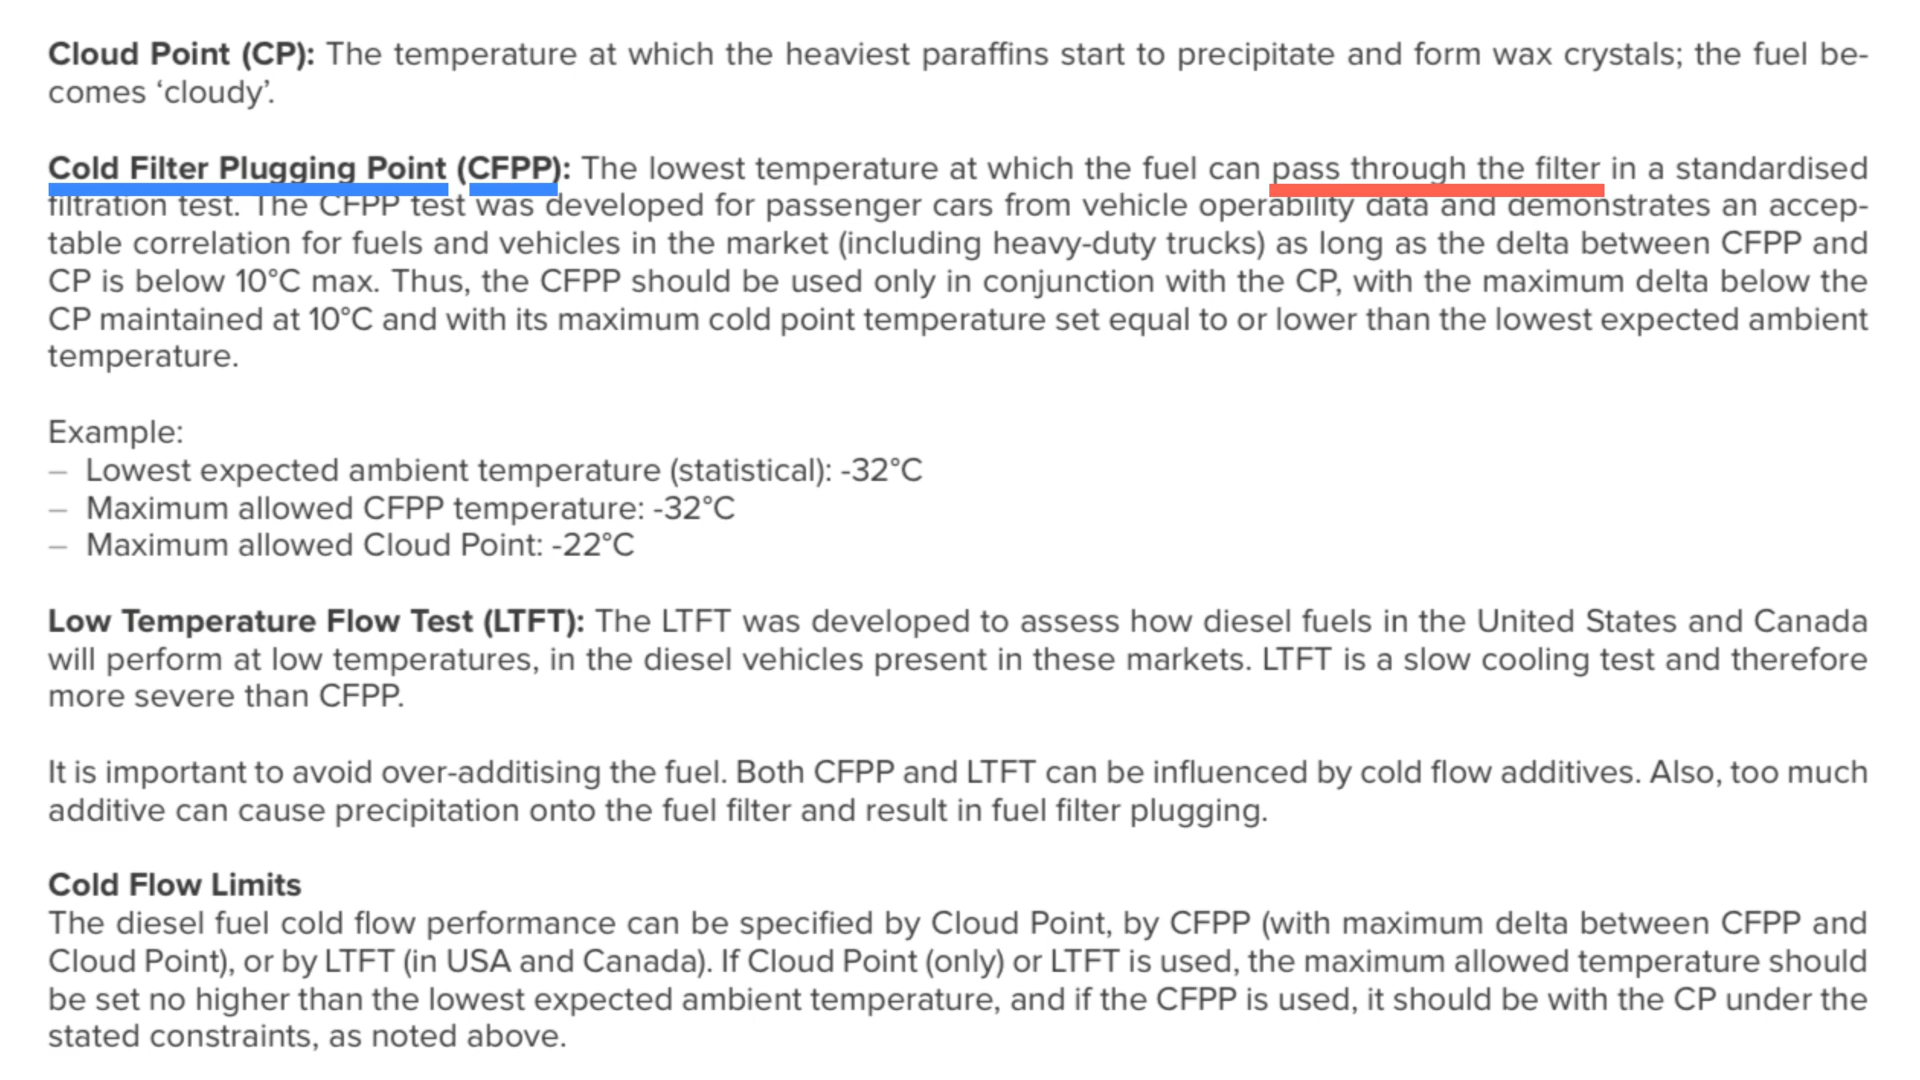 Cloud Point (CP): The temperature at which the heaviest paraffins start to precipitate and form wax crystals; the fuel be-
comes ‘cloudy’.
Cold Filter Plugging Point (CFPP): The lowest temperature at which the fuel can pass through the filter in a standardised
filtration test. The CFPP test was developed for passenger cars from vehicle operability data and demonstrates an accep-
table correlation for fuels and vehicles in the market (including heavy-duty trucks) as long as the delta between CFPP and
CP is below 10°C max. Thus, the CFPP should be used only in conjunction with the CP, with the maximum delta below the
CP maintained at 10°C and with its maximum cold point temperature set equal to or lower than the lowest expected ambient
temperature.
Example:
– Lowest expected ambient temperature (statistical): -32°C
– Maximum allowed CFPP temperature: -32°C
– Maximum allowed Cloud Point: -22°C
Low Temperature Flow Test (LTFT): The LTFT was developed to assess how diesel fuels in the United States and Canada
will perform at low temperatures, in the diesel vehicles present in these markets. LTFT is a slow cooling test and therefore
more severe than CFPP.
It is important to avoid over-additising the fuel. Both CFPP and LTFT can be influenced by cold flow additives. Also, too much
additive can cause precipitation onto the fuel filter and result in fuel filter plugging.
Cold Flow Limits
The diesel fuel cold flow performance can be specified by Cloud Point, by CFPP (with maximum delta between CFPP and
Cloud Point), or by LTFT (in USA and Canada). If Cloud Point (only) or LTFT is used, the maximum allowed temperature should
be set no higher than the lowest expected ambient temperature, and if the CFPP is used, it should be with the CP under the
stated constraints, as noted above.